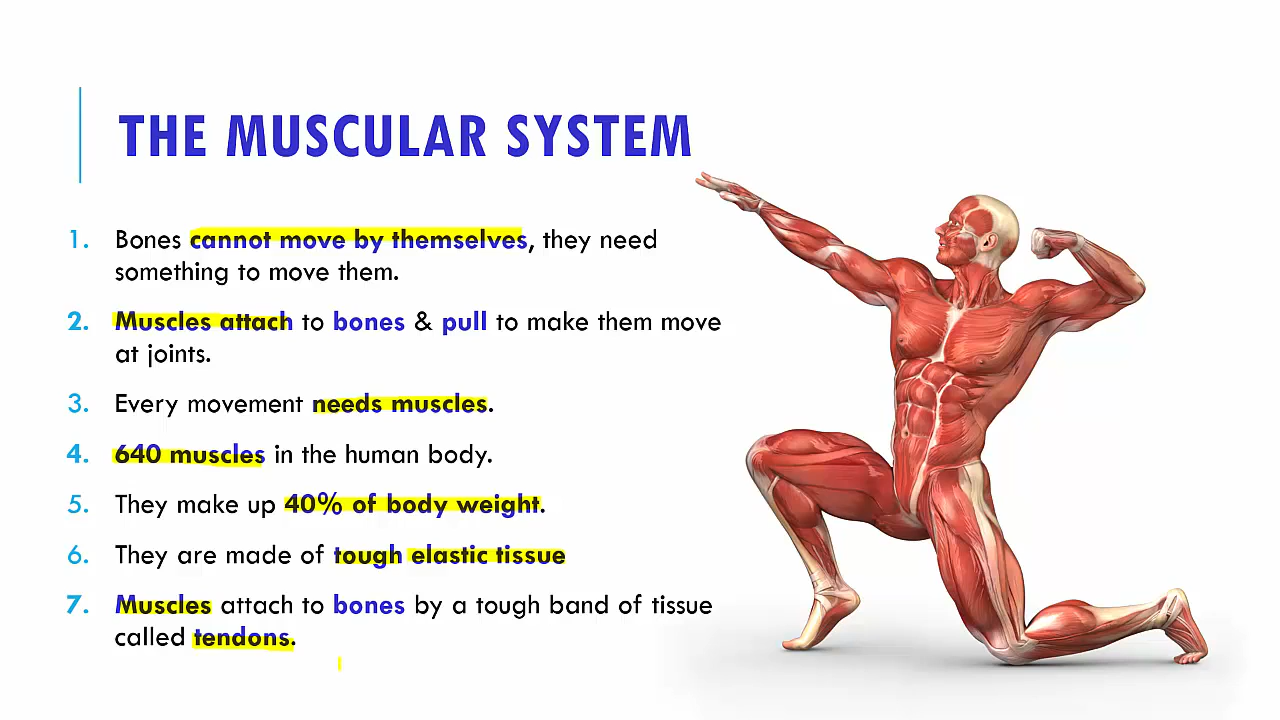 THE MUSCULAR SYSTEM
1. Bones cannot move by themselves, they need
something to move them.
2. Muscles attach to bones & pull to make them move
at joints.
3. Every movement needs muscles.
4. 640 muscles in the human body.
5. They make up 40% of body weight.
6. They are made of tough elastic tissue
7. Muscles attach to bones by a tough band of tissue
called tendons.